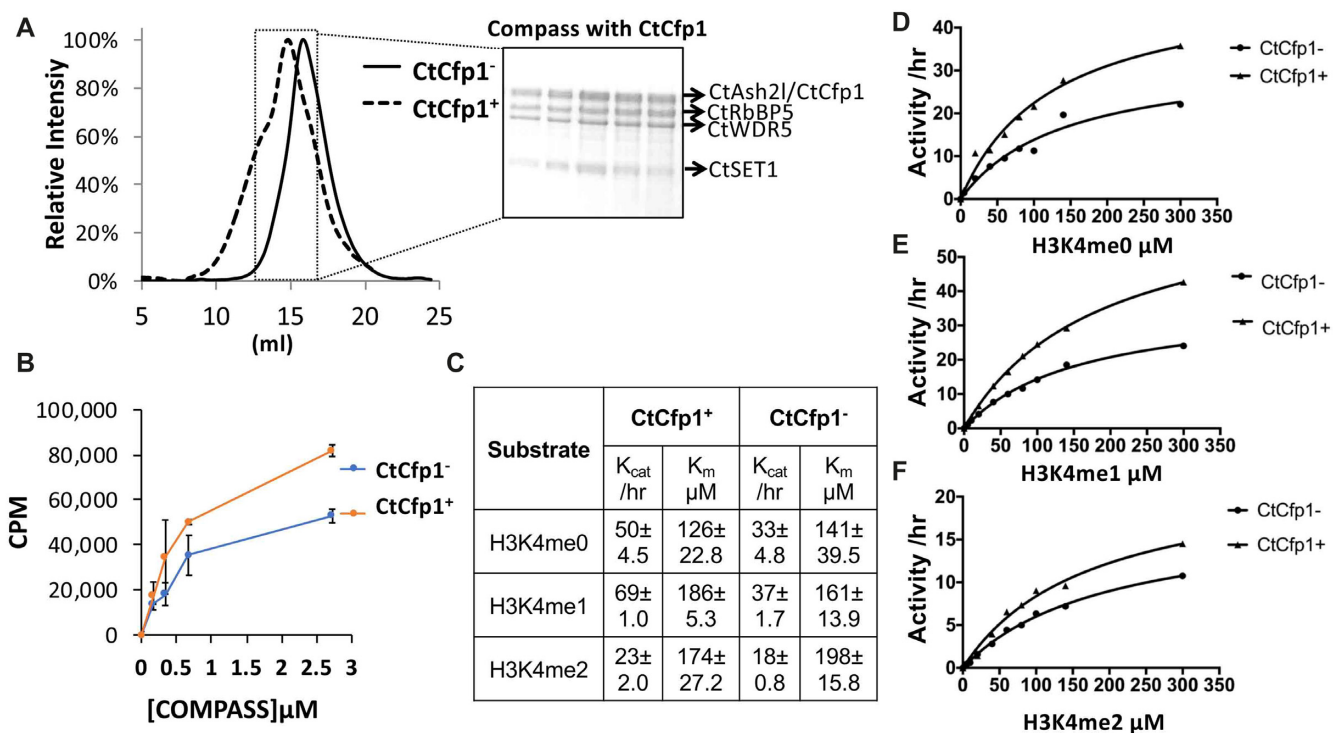 A
Compass with CtCfp1
Relative Intensiy
100%
80%
60%
40%
20%
0%
5 10 15 20 25
(ml)
CtCfp1-
CtCfp1+
CtAsh2l/CtCfp1
CtRbBP5
CtWDR5
CtSET1
B
CPM
100,000
80,000
60,000
40,000
20,000
0
0 0.5 1 1.5 2 2.5 3
[COMPASS]µM
CtCfp1-
CtCfp1+
C
Substrate
CtCfp1+ CtCfp1-
Kcat Km Kcat Km
/hr µM /hr µM
H3K4me0 50± 126± 33± 141±
4.5 22.8 4.8 39.5
H3K4me1 69± 186± 37± 161±
1.0 5.3 1.7 13.9
H3K4me2 23± 174± 18± 198±
2.0 27.2 0.8 15.8
D
Activity /hr
40
30
20
10
0
0 50 100 150 200 250 300 350
H3K4me0 µM
CtCfp1-
CtCfp1+
E
Activity /hr
50
40
30
20
10
0
0 50 100 150 200 250 300 350
H3K4me1 µM
CtCfp1-
CtCfp1+
F
Activity /hr
20
15
10
5
0
0 50 100 150 200 250 300 350
H3K4me2 µM
CtCfp1-
CtCfp1+